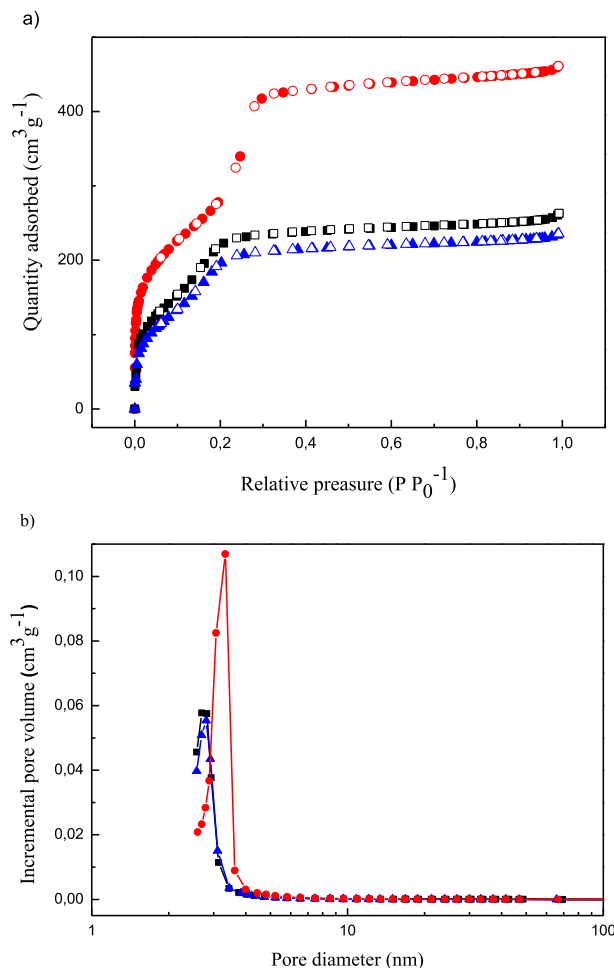 a)
400
200
0
0,0 0,2 0,4 0,6 0,8 1,0
Quantity adsorbed (cm³g⁻¹)
Relative preasure (P P₀⁻¹)
b)
0,10
0,08
0,06
0,04
0,02
0,00
1 10 100
Incremental pore volume (cm³g⁻¹)
Pore diameter (nm)